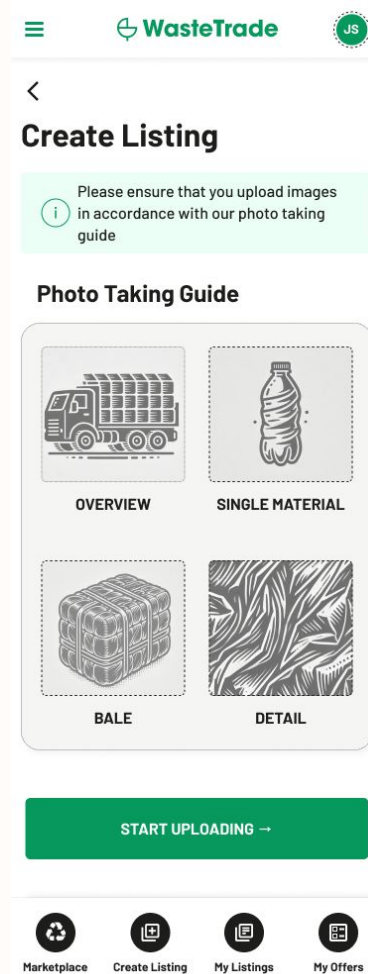 WasteTrade
JS
Create Listing
Please ensure that you upload images
in accordance with our photo taking
guide
Photo Taking Guide
OVERVIEW
SINGLE MATERIAL
BALE
DETAIL
START UPLOADING →
Marketplace
Create Listing
My Listings
My Offers